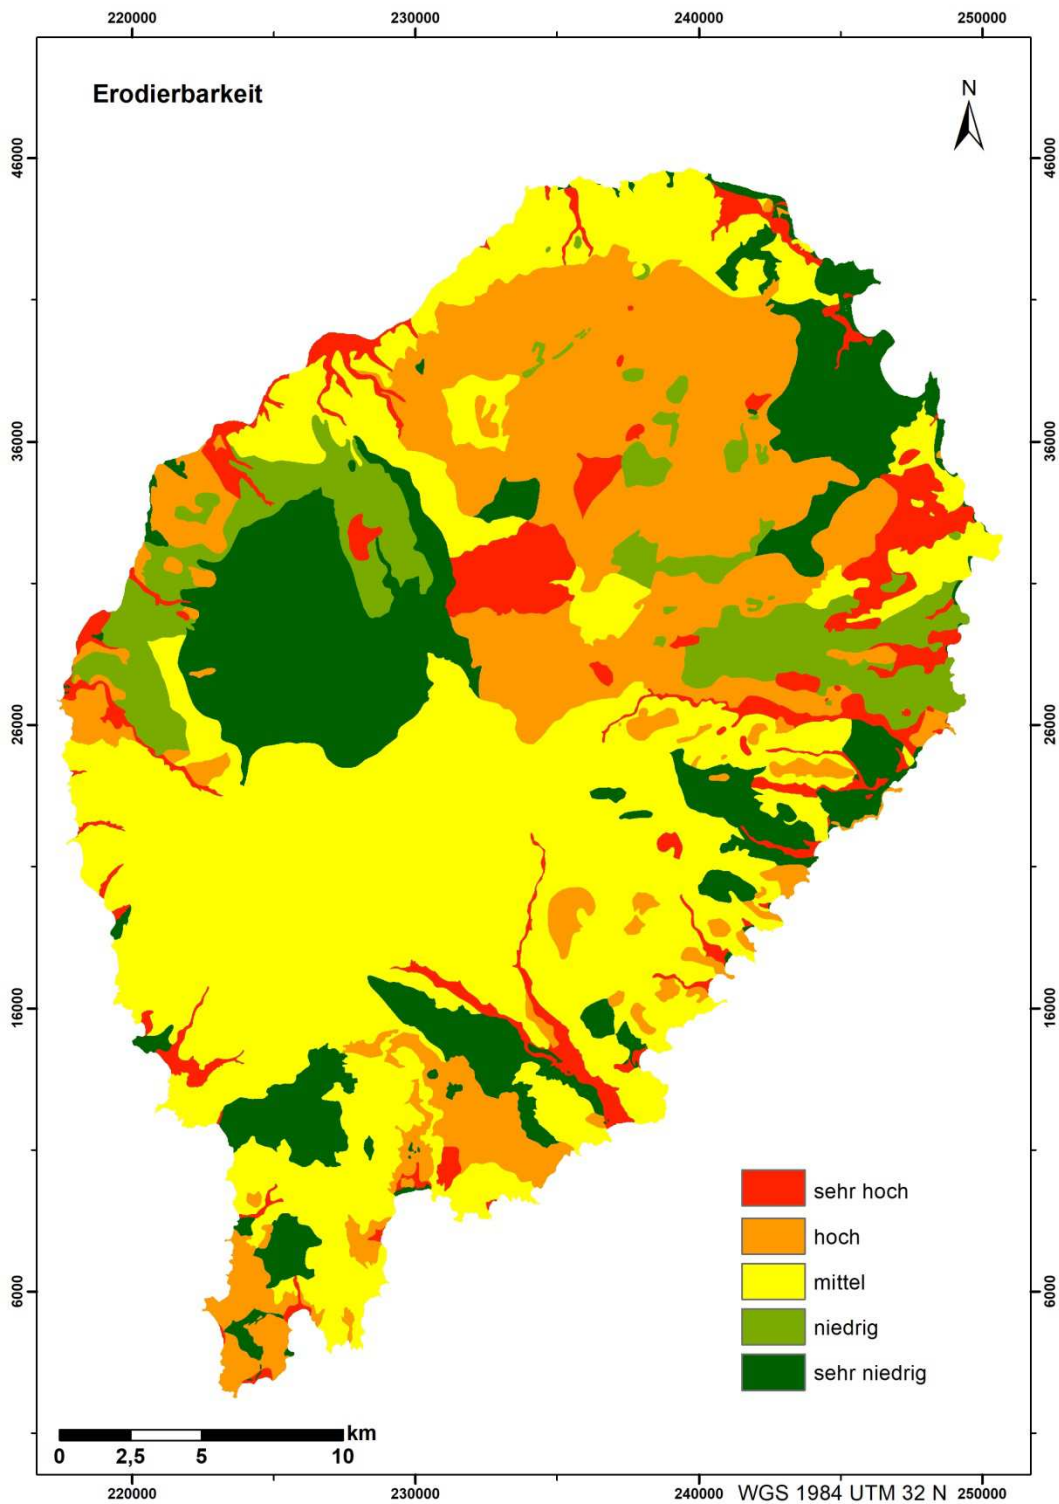 220000 230000 240000 250000
Erodierbarkeit
N
46000 46000
36000 36000
26000 26000
16000 16000
sehr hoch
hoch
mittel
6000 6000
niedrig
sehr niedrig
km
0 2,5 5 10
220000 230000 240000 250000
WGS 1984 UTM 32 N